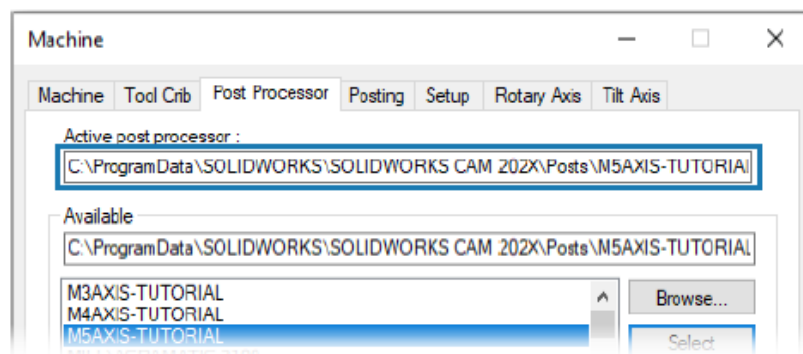 Machine
Machine Tool Crib Post Processor Posting Setup Rotary Axis Tilt Axis
Active post processor :
C:\ProgramData\SOLIDWORKS\SOLIDWORKS CAM 202X\Posts\M5AXIS-TUTORIAL
Available
C:\ProgramData\SOLIDWORKS\SOLIDWORKS CAM 202X\Posts\M5AXIS-TUTORIAL
M3AXIS-TUTORIAL
Browse...
M4AXIS-TUTORIAL
M5AXIS-TUTORIAL
Select